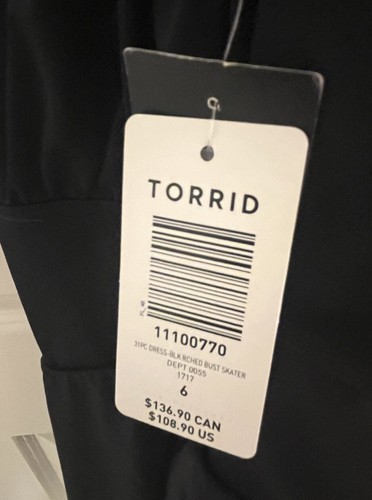 TORRID
11100770
31PC DRESS-BLK RCHED BUST SKATER
DEPT 0055
1717
6
$136.90 CAN
$108.90 US